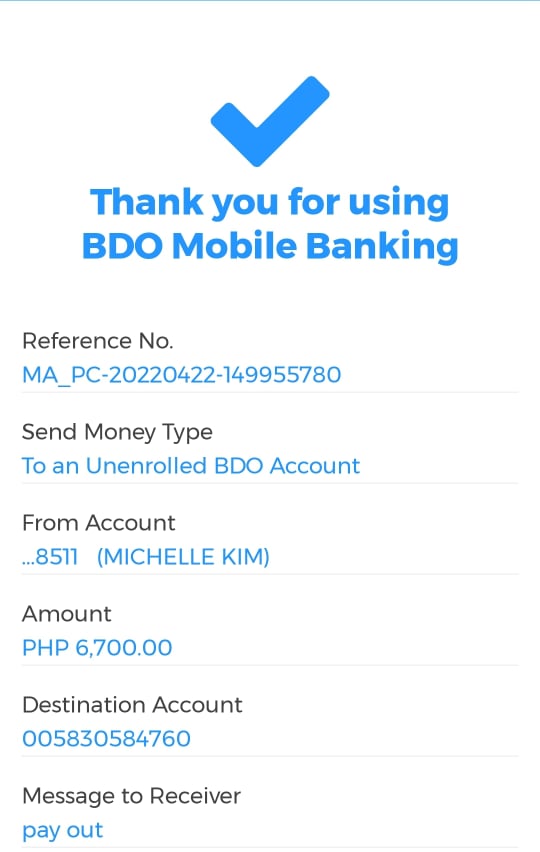 Thank you for using
BDO Mobile Banking
Reference No.
MA_PC-20220422-149955780
Send Money Type
To an Unenrolled BDO Account
From Account
...8511 (MICHELLE KIM)
Amount
PHP 6,700.00
Destination Account
005830584760
Message to Receiver
pay out